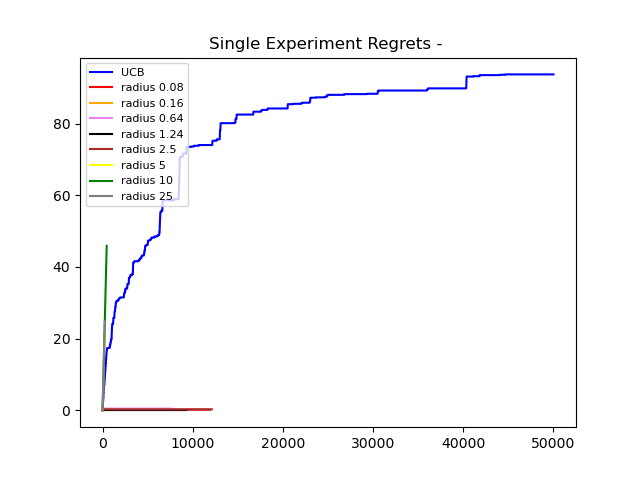 Single Experiment Regrets -
UCB
radius 0.08
radius 0.16
radius 0.64
radius 1.24
radius 2.5
radius 5
radius 10
radius 25
80
60
40
20
0
0 10000 20000 30000 40000 50000